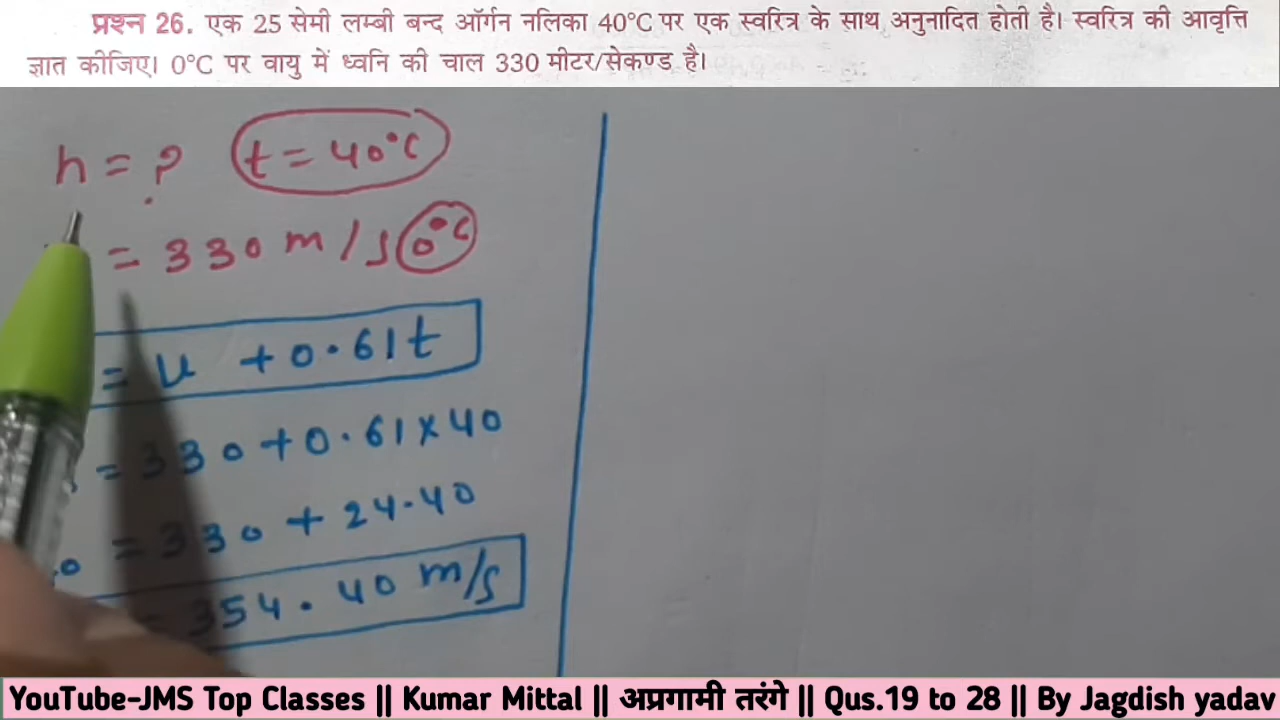 प्रश्न 26. एक 25 सेमी लम्बी बन्द ऑर्गन नलिका 40°C पर एक स्वरित्र के साथ अनुनादित होती है। स्वरित्र की आवृत्ति
ज्ञात कीजिए। 0°C पर वायु में ध्वनि की चाल 330 मीटर/सेकण्ड है।
n = ? t = 40°C
= 330 m/s 0°C
= u + 0.61t
= 330 + 0.61 × 40
= 330 + 24.40
= 354.40 m/s
YouTube-JMS Top Classes || Kumar Mittal || अप्रगामी तरंगे || Qus.19 to 28 || By Jagdish yadav